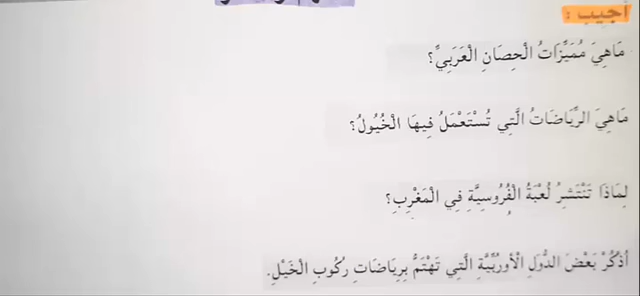 أُجِيبُ :
مَاهِيَ مُمَيِّزَاتُ الْحِصَانِ الْعَرَبِيِّ؟
مَاهِيَ الرِّيَاضَاتُ الَّتِي تُسْتَعْمَلُ فِيهَا الْخُيُولُ؟
لِمَاذَا تَنْتَشِرُ لُعْبَةُ الْفُرُوسِيَّةِ فِي الْمَغْرِبِ؟
أُذْكُرْ بَعْضَ الدُّوَلِ الْأُورُبِّيَّةِ الَّتِي تَهْتَمُّ بِرِيَاضَاتِ رُكُوبِ الْخَيْلِ.